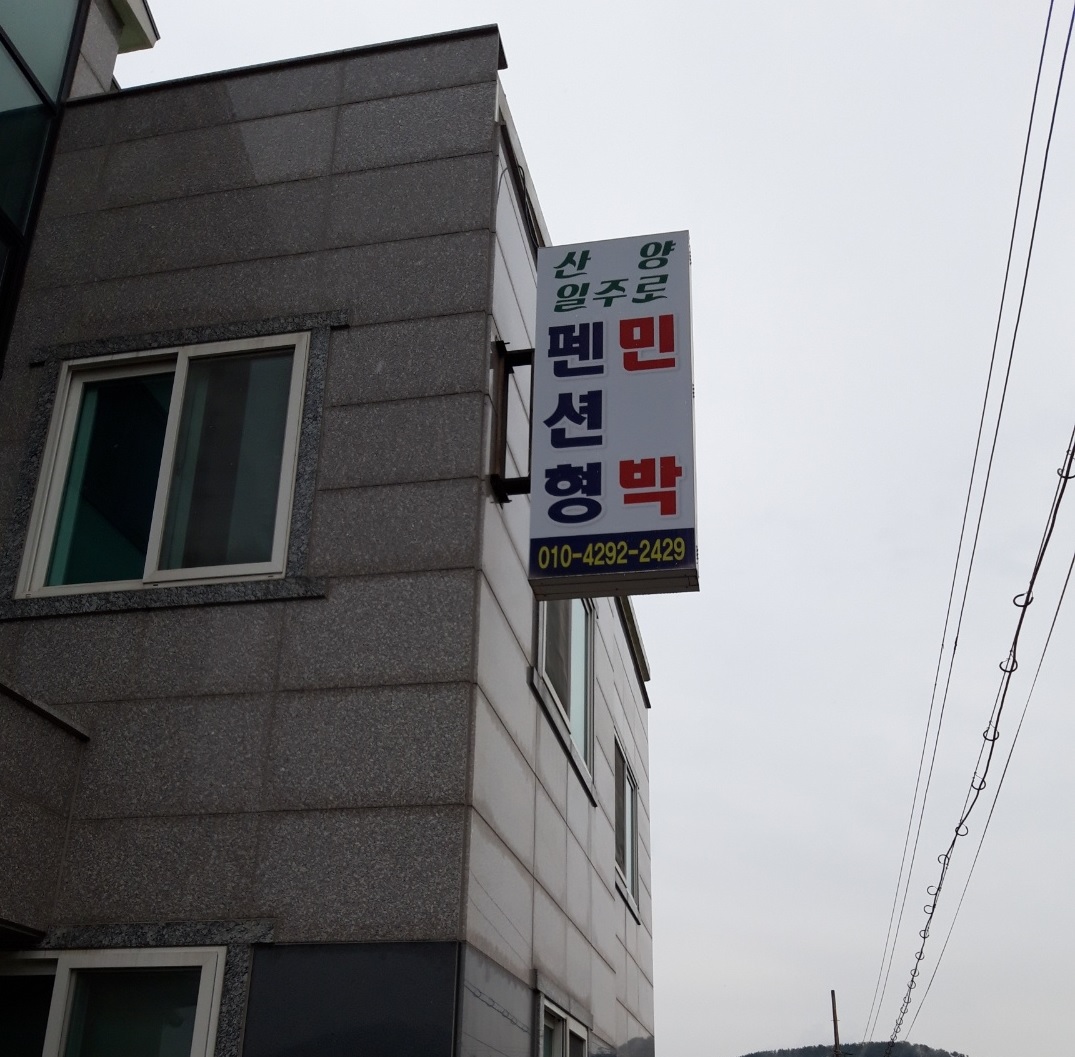 산 양
일주로
펜션형
민박
010-4292-2429